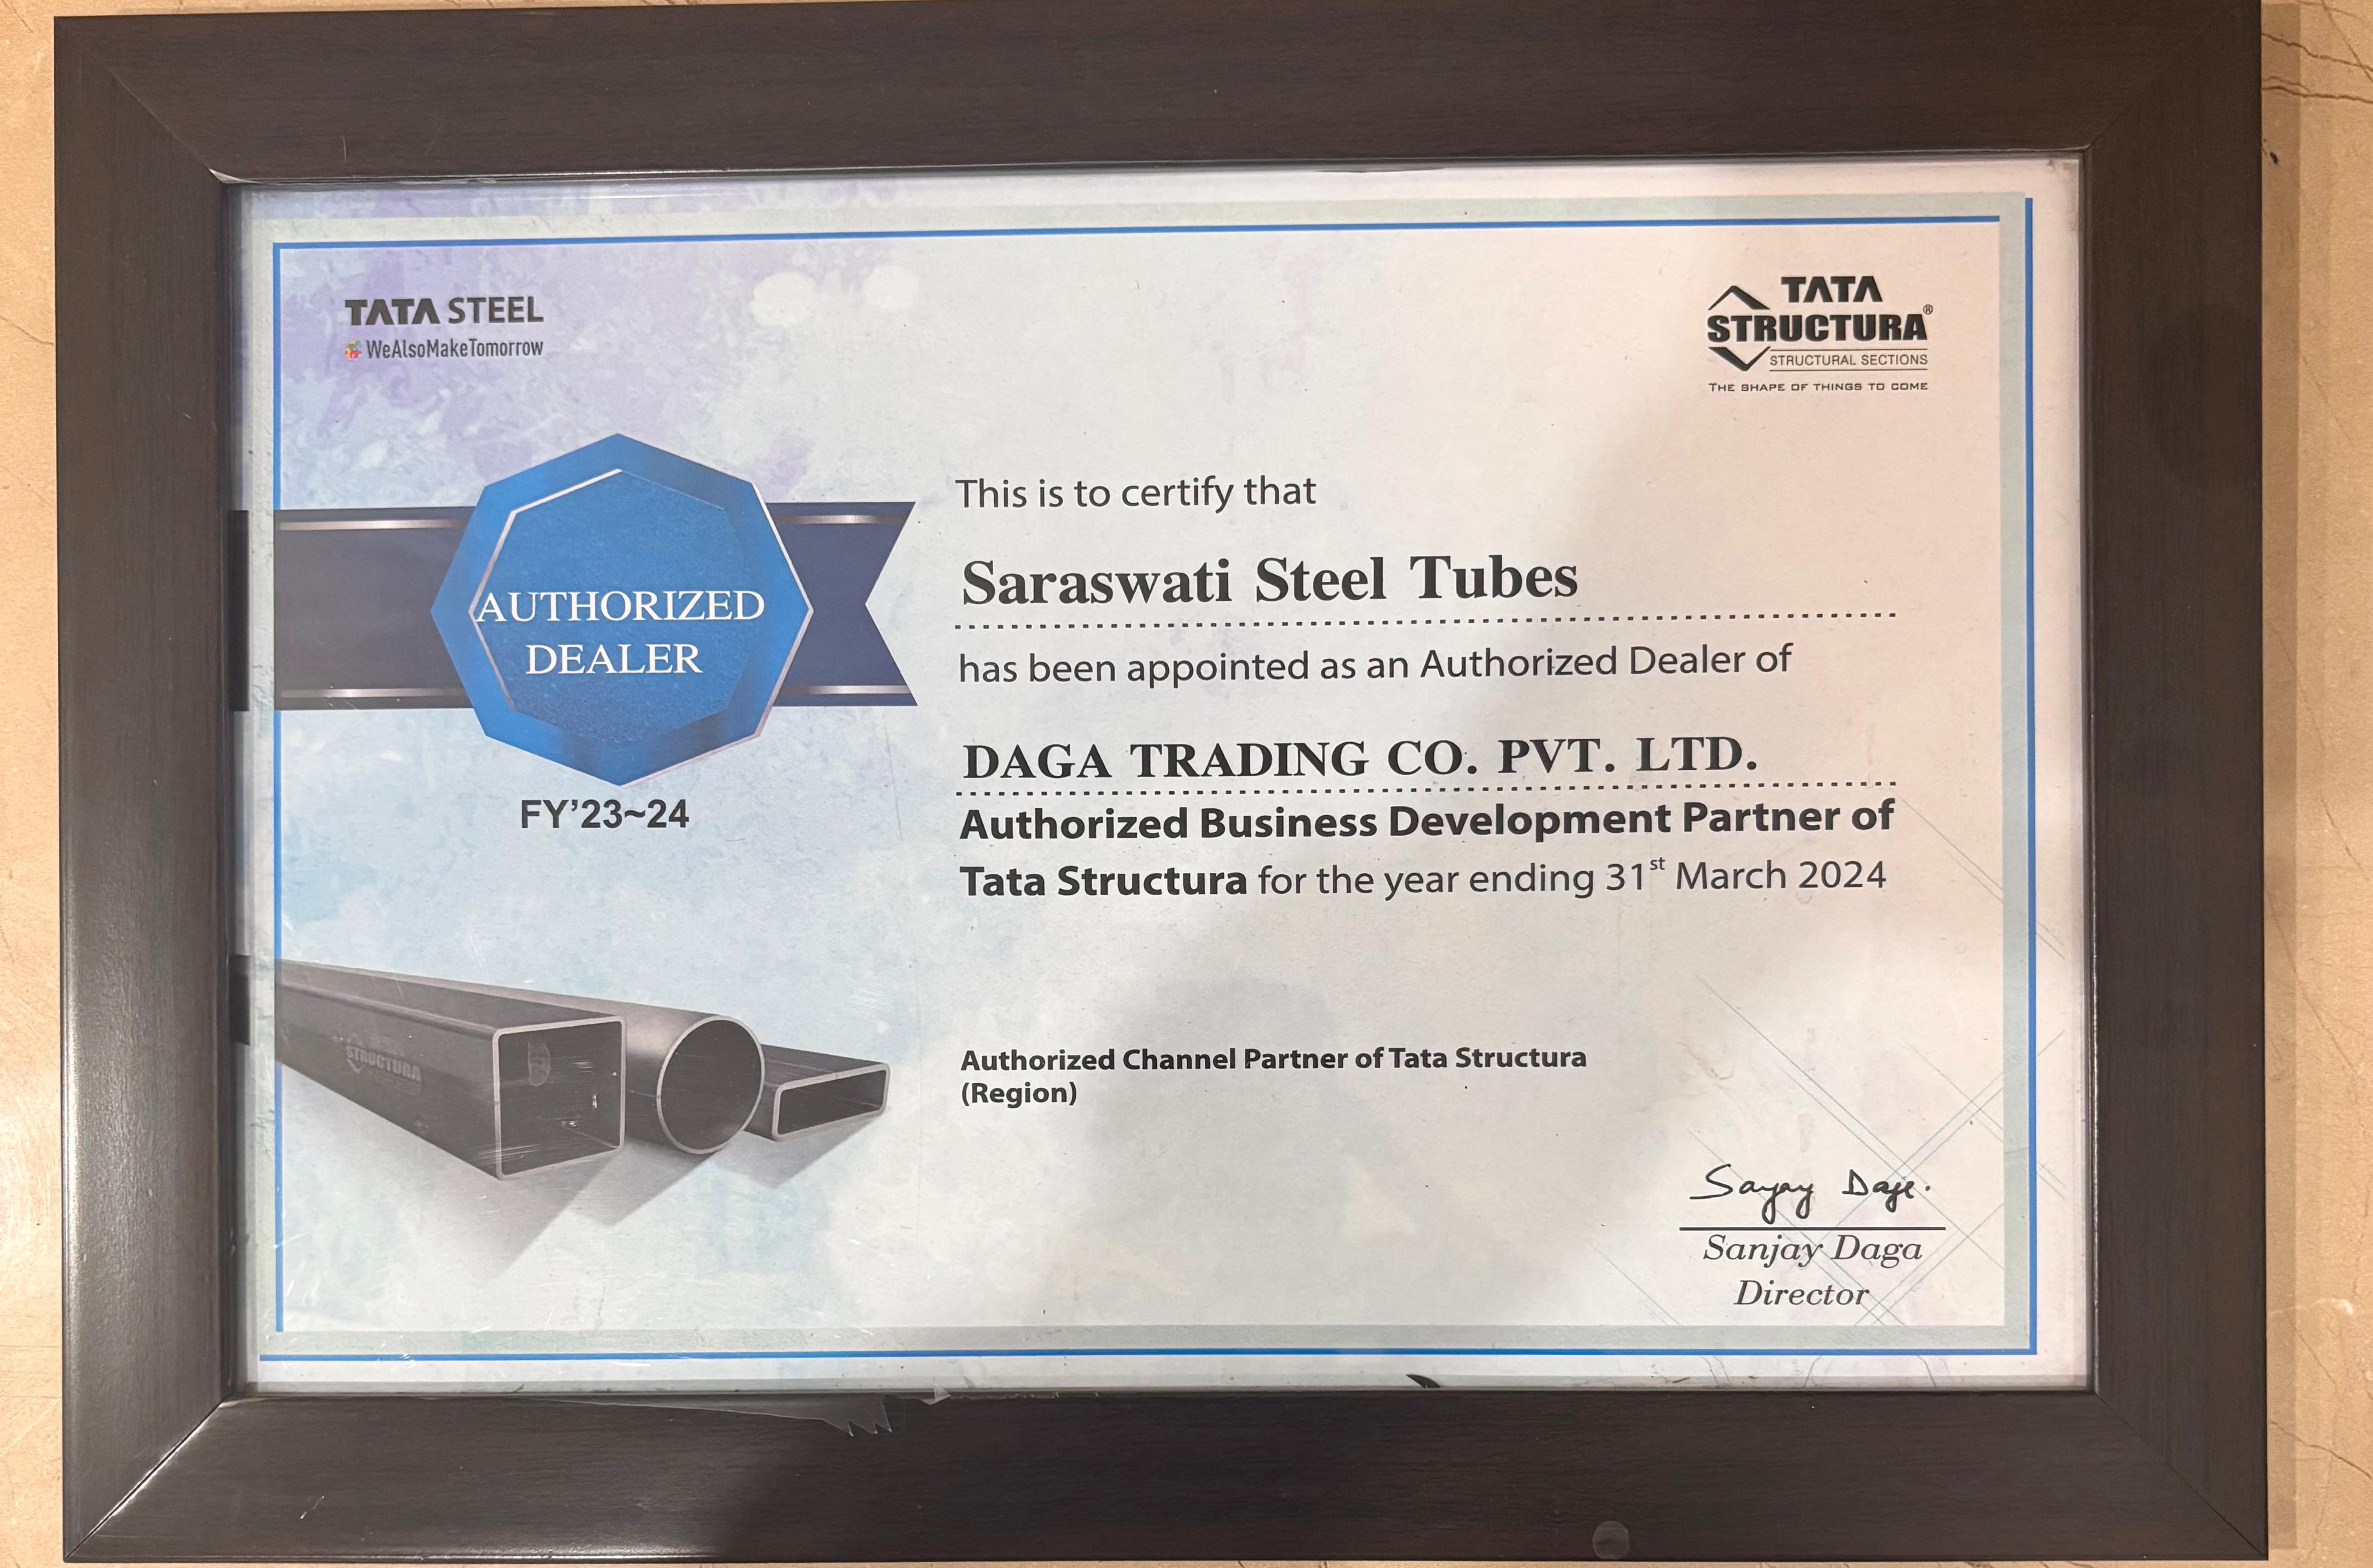 TATA STEEL
WeAlsoMakeTomorrow
TATA
STRUCTURA®
STRUCTURAL SECTIONS
THE SHAPE OF THINGS TO COME
AUTHORIZED
DEALER
FY'23~24
This is to certify that
Saraswati Steel Tubes
has been appointed as an Authorized Dealer of
DAGA TRADING CO. PVT. LTD.
Authorized Business Development Partner of
Tata Structura for the year ending 31st March 2024
STRUCTURA
Authorized Channel Partner of Tata Structura
(Region)
Sanjay Daga
Sanjay Daga
Director